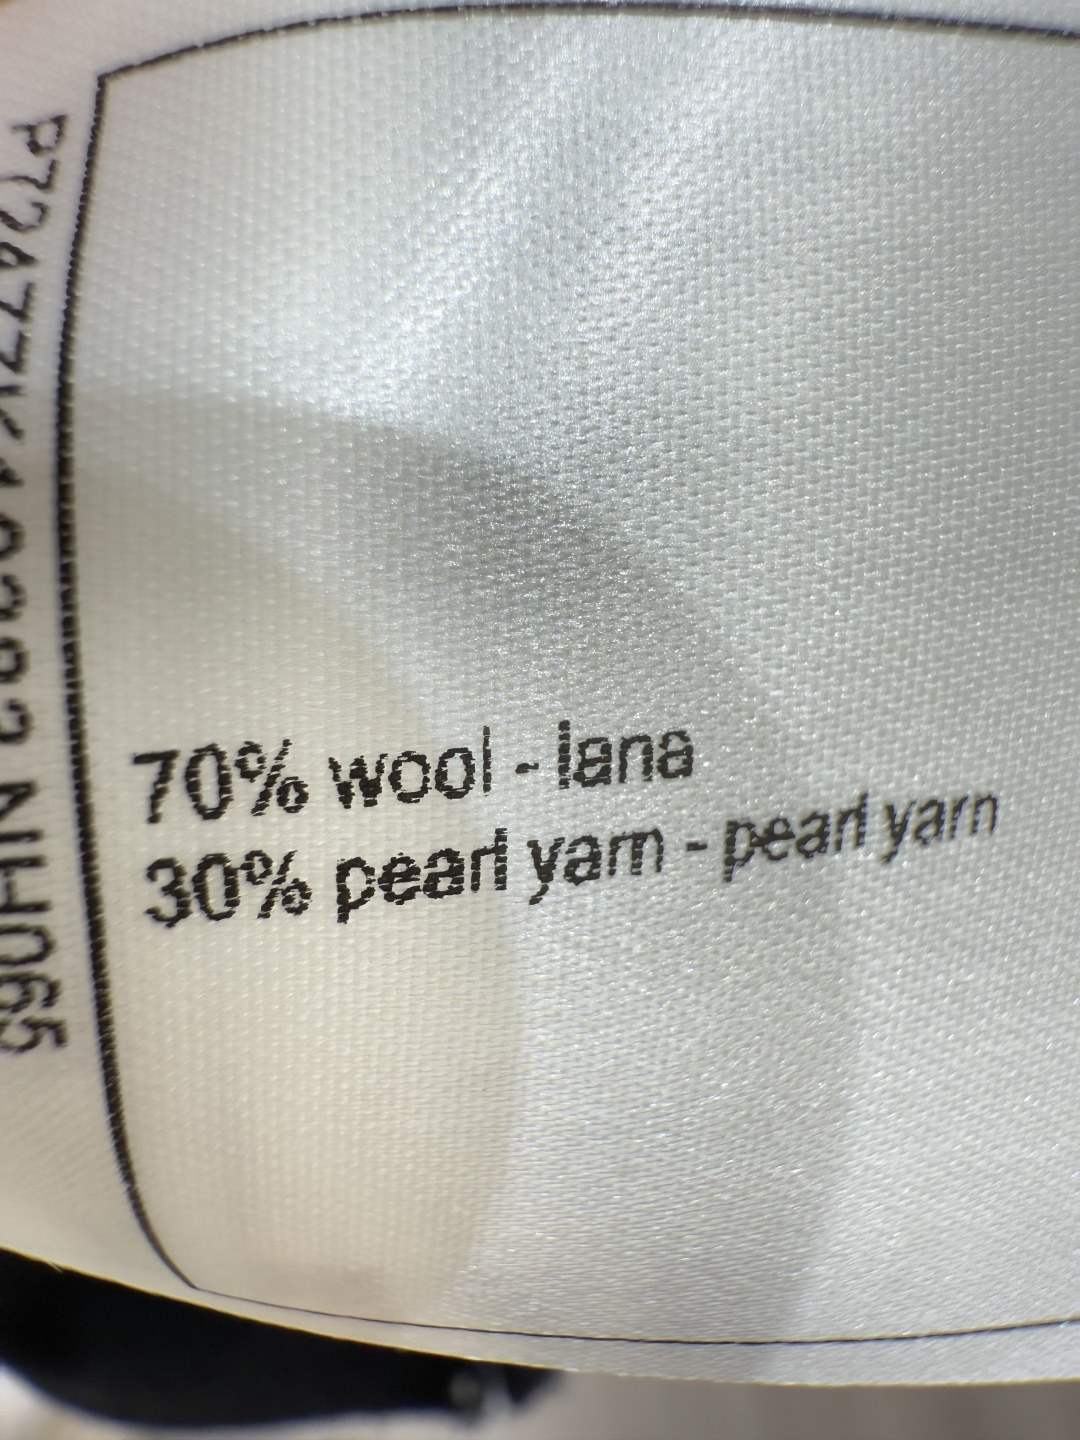 70% wool - lana
30% pearl yarn - pearl yarn